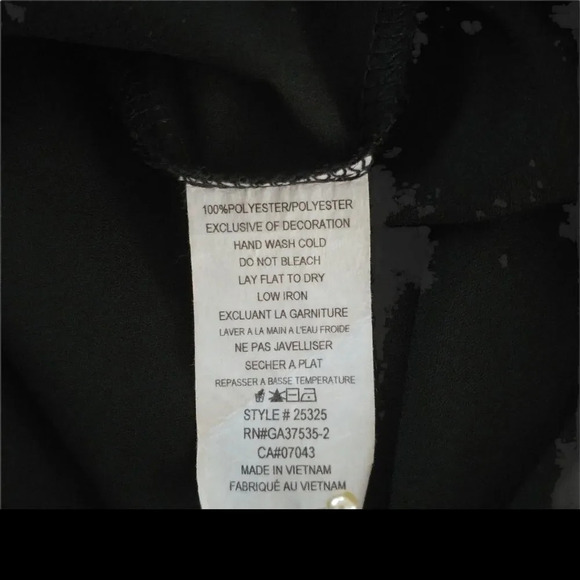 100%POLYESTER/POLYESTER
EXCLUSIVE OF DECORATION
HAND WASH COLD
DO NOT BLEACH
LAY FLAT TO DRY
LOW IRON
EXCLUANT LA GARNITURE
LAVER A LA MAIN A L'EAU FROIDE
NE PAS JAVELLISER
SECHER A PLAT
REPASSER A BASSE TEMPERATURE
STYLE # 25325
RN#GA37535-2
CA#07043
MADE IN VIETNAM
FABRIQUÉ AU VIETNAM